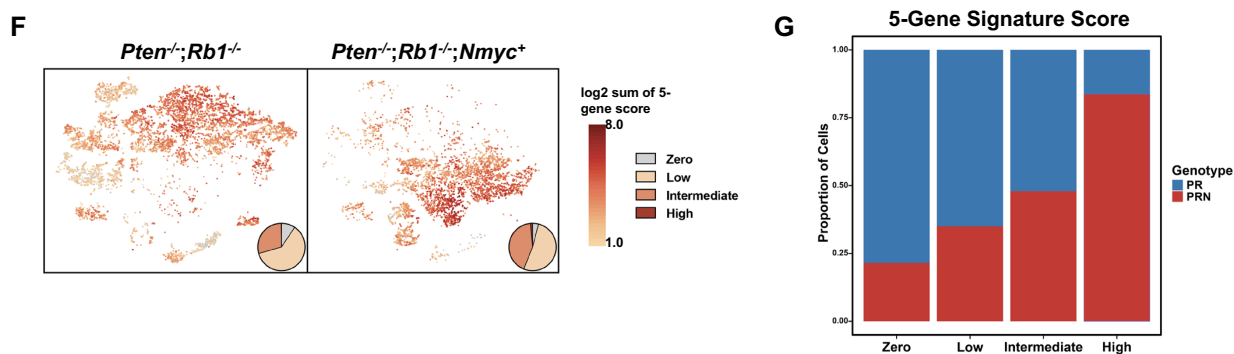 F
Pten-/-;Rb1-/-
Pten-/-;Rb1-/-;Nmyc+
log2 sum of 5-
gene score
8.0
1.0
Zero
Low
Intermediate
High
G
5-Gene Signature Score
Proportion of Cells
1.00
0.75
0.50
0.25
0.00
Zero
Low
Intermediate
High
Genotype
PR
PRN